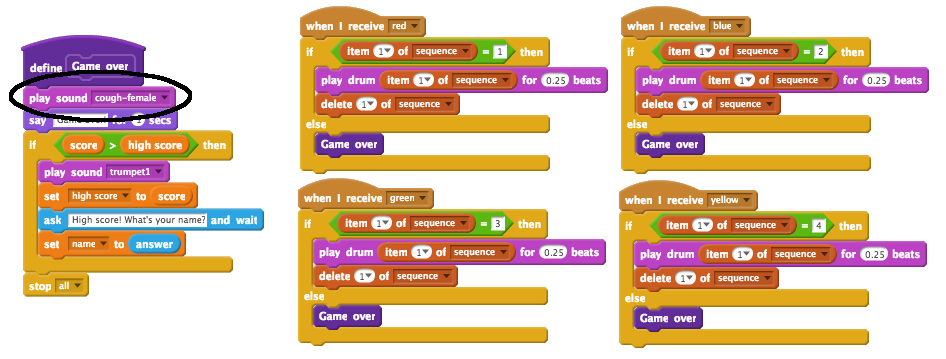 define Game over
play sound cough-female
say Game over! for secs
if score > high score then
play sound trumpet1
set high score to score
ask High score! What's your name? and wait
set name to answer
stop all
when I receive red
if item 1 of sequence = 1 then
play drum item 1 of sequence for 0.25 beats
delete 1 of sequence
else
Game over
when I receive blue
if item 1 of sequence = 2 then
play drum item 1 of sequence for 0.25 beats
delete 1 of sequence
else
Game over
when I receive green
if item 1 of sequence = 3 then
play drum item 1 of sequence for 0.25 beats
delete 1 of sequence
else
Game over
when I receive yellow
if item 1 of sequence = 4 then
play drum item 1 of sequence for 0.25 beats
delete 1 of sequence
else
Game over